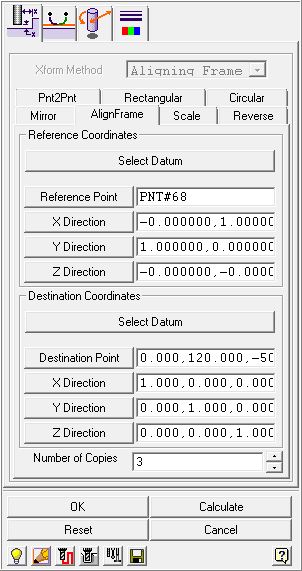 Xform Method Aligning Frame
Pnt2Pnt Rectangular Circular
Mirror AlignFrame Scale Reverse
Reference Coordinates
Select Datum
Reference Point PNT#68
X Direction -0.000000,1.00000
Y Direction 1.000000,0.000000
Z Direction -0.000000,-0.0000
Destination Coordinates
Select Datum
Destination Point 0.000,120.000,-50
X Direction 1.000,0.000,0.000
Y Direction 0.000,1.000,0.000
Z Direction 0.000,0.000,1.000
Number of Copies 3
OK Calculate
Reset Cancel